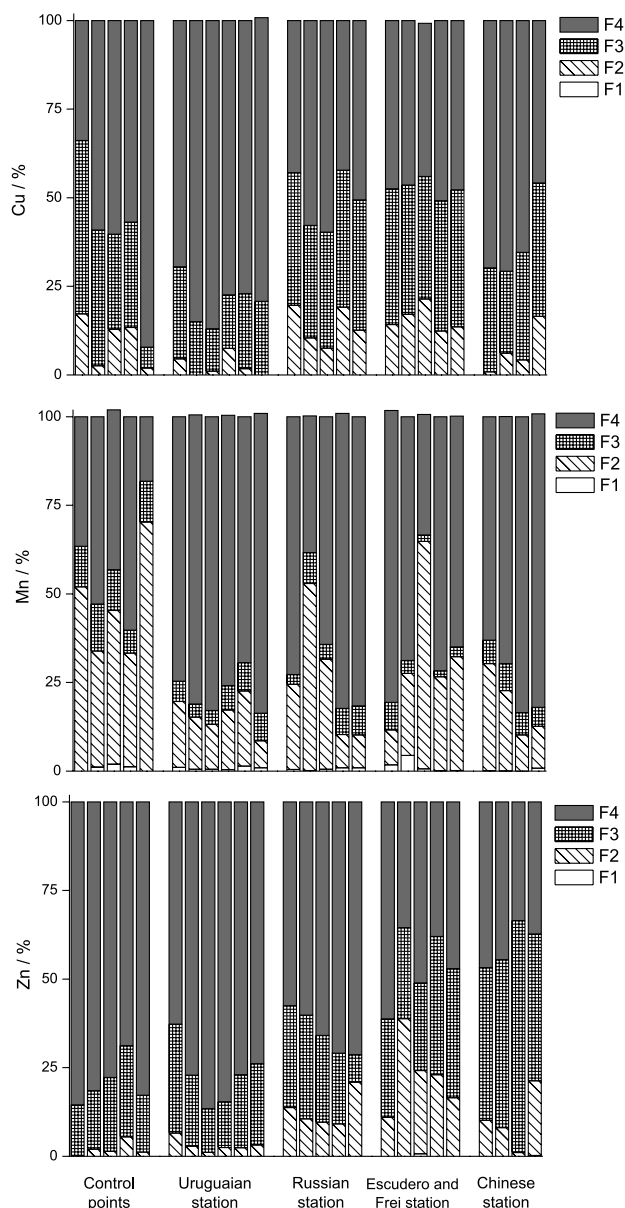 100
75
50
25
0
Cu / %
F4
F3
F2
F1
100
75
50
25
0
Mn / %
F4
F3
F2
F1
100
75
50
25
0
Zn / %
F4
F3
F2
F1
Control
points
Uruguaian
station
Russian
station
Escudero and
Frei station
Chinese
station